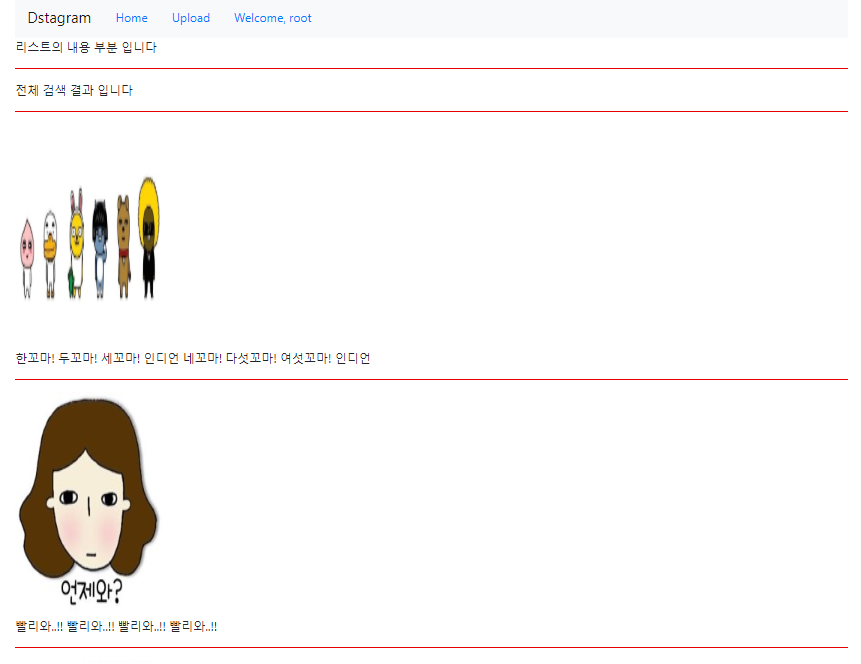 Dstagram Home Upload Welcome, root
리스트의 내용 부분 입니다
전체 검색 결과 입니다
한꼬마! 두꼬마! 세꼬마! 인디언 네꼬마! 다섯꼬마! 여섯꼬마! 인디언
언제와?
빨리와..!! 빨리와..!! 빨리와..!! 빨리와..!!